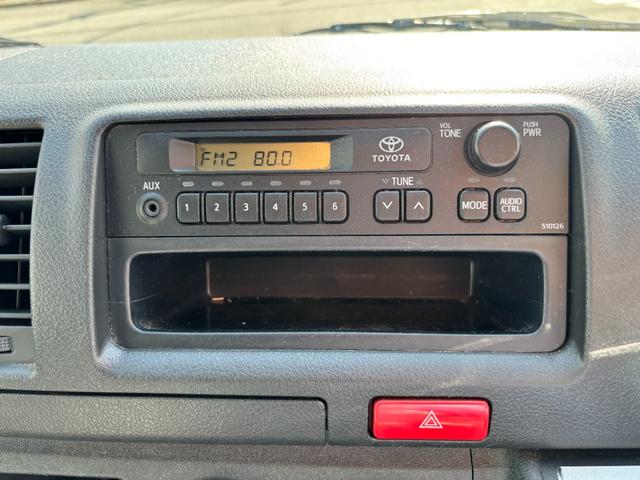 FM2 80.0
TOYOTA
VOL
TONE
PUSH
PWR
AUX
1 2 3 4 5 6
TUNE
MODE
AUDIO
CTRL
510126